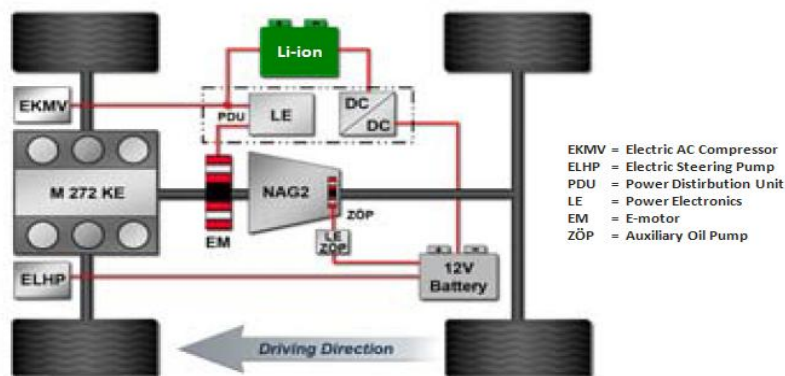 Li-ion
EKMV
PDU
LE
DC
DC
M 272 KE
EM
NAG2
ZÖP
LE
ZÖP
ELHP
12V
Battery
Driving Direction
EKMV = Electric AC Compressor
ELHP = Electric Steering Pump
PDU = Power Distirbution Unit
LE = Power Electronics
EM = E-motor
ZÖP = Auxiliary Oil Pump